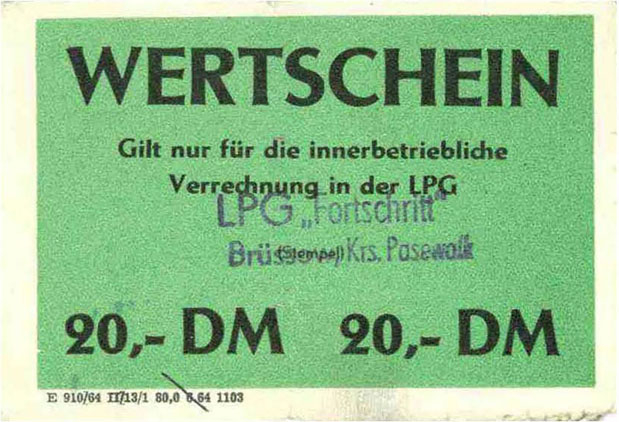 WERTSCHEIN
Gilt nur für die innerbetriebliche
Verrechnung in der LPG
LPG „Fortschritt"
(Stempel)
Brüssow, Krs. Pasewalk
20,- DM 20,- DM
E 910/64 II/13/1 80,0 6.64 1103